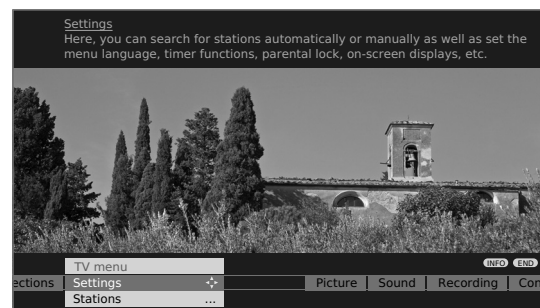 Settings
Here, you can search for stations automatically or manually as well as set the
menu language, timer functions, parental lock, on-screen displays, etc.
INFO END
TV menu
ections Settings Picture Sound Recording Con
Stations ...